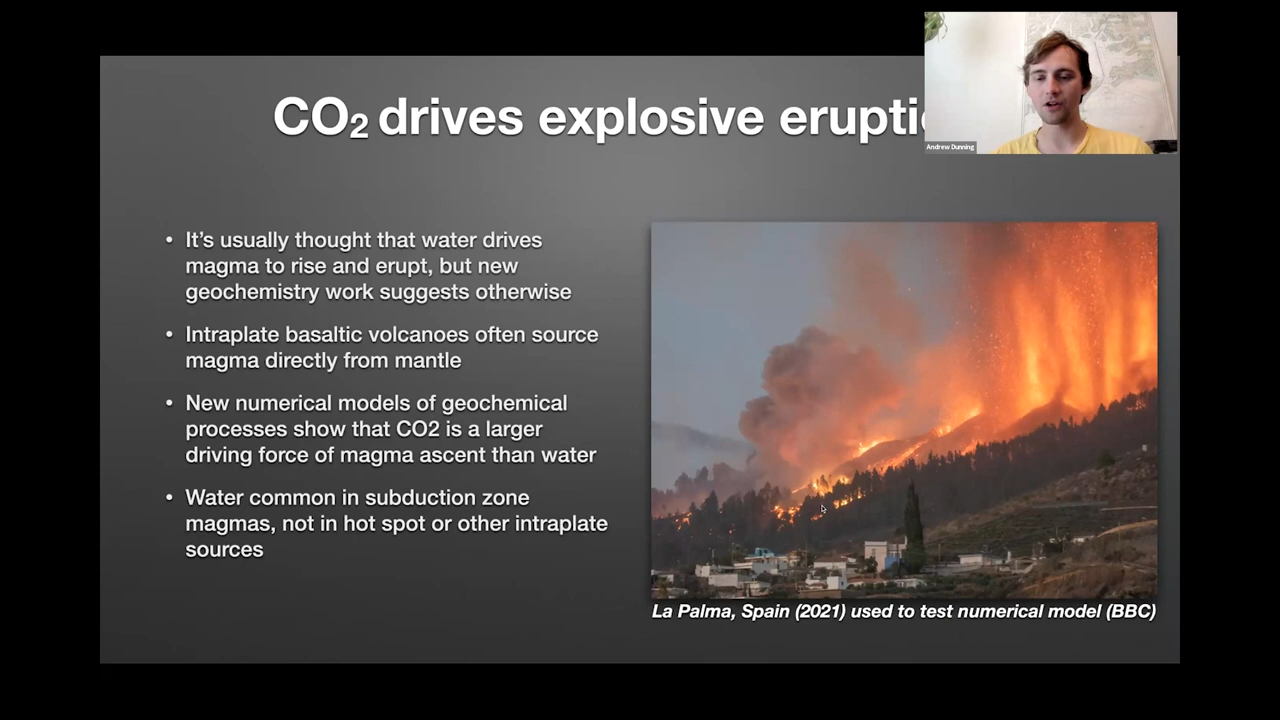 CO2 drives explosive erupti
Andrew Dunning
• It's usually thought that water drives
magma to rise and erupt, but new
geochemistry work suggests otherwise
• Intraplate basaltic volcanoes often source
magma directly from mantle
• New numerical models of geochemical
processes show that CO2 is a larger
driving force of magma ascent than water
• Water common in subduction zone
magmas, not in hot spot or other intraplate
sources
La Palma, Spain (2021) used to test numerical model (BBC)